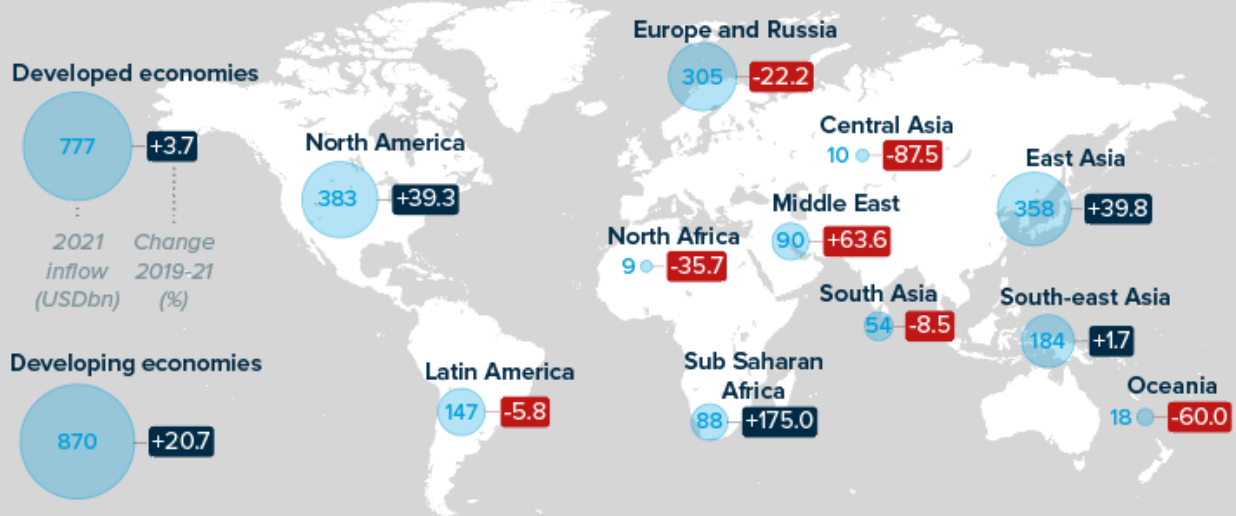 Developed economies
777
+3.7
2021
inflow
(USDbn)
Change
2019-21
(%)
Developing economies
870
+20.7
North America
383
+39.3
Latin America
147
-5.8
Europe and Russia
305
-22.2
Central Asia
10
-87.5
East Asia
358
+39.8
Middle East
90
+63.6
North Africa
9
-35.7
South Asia
54
-8.5
South-east Asia
184
+1.7
Sub Saharan
Africa
88
+175.0
Oceania
18
-60.0